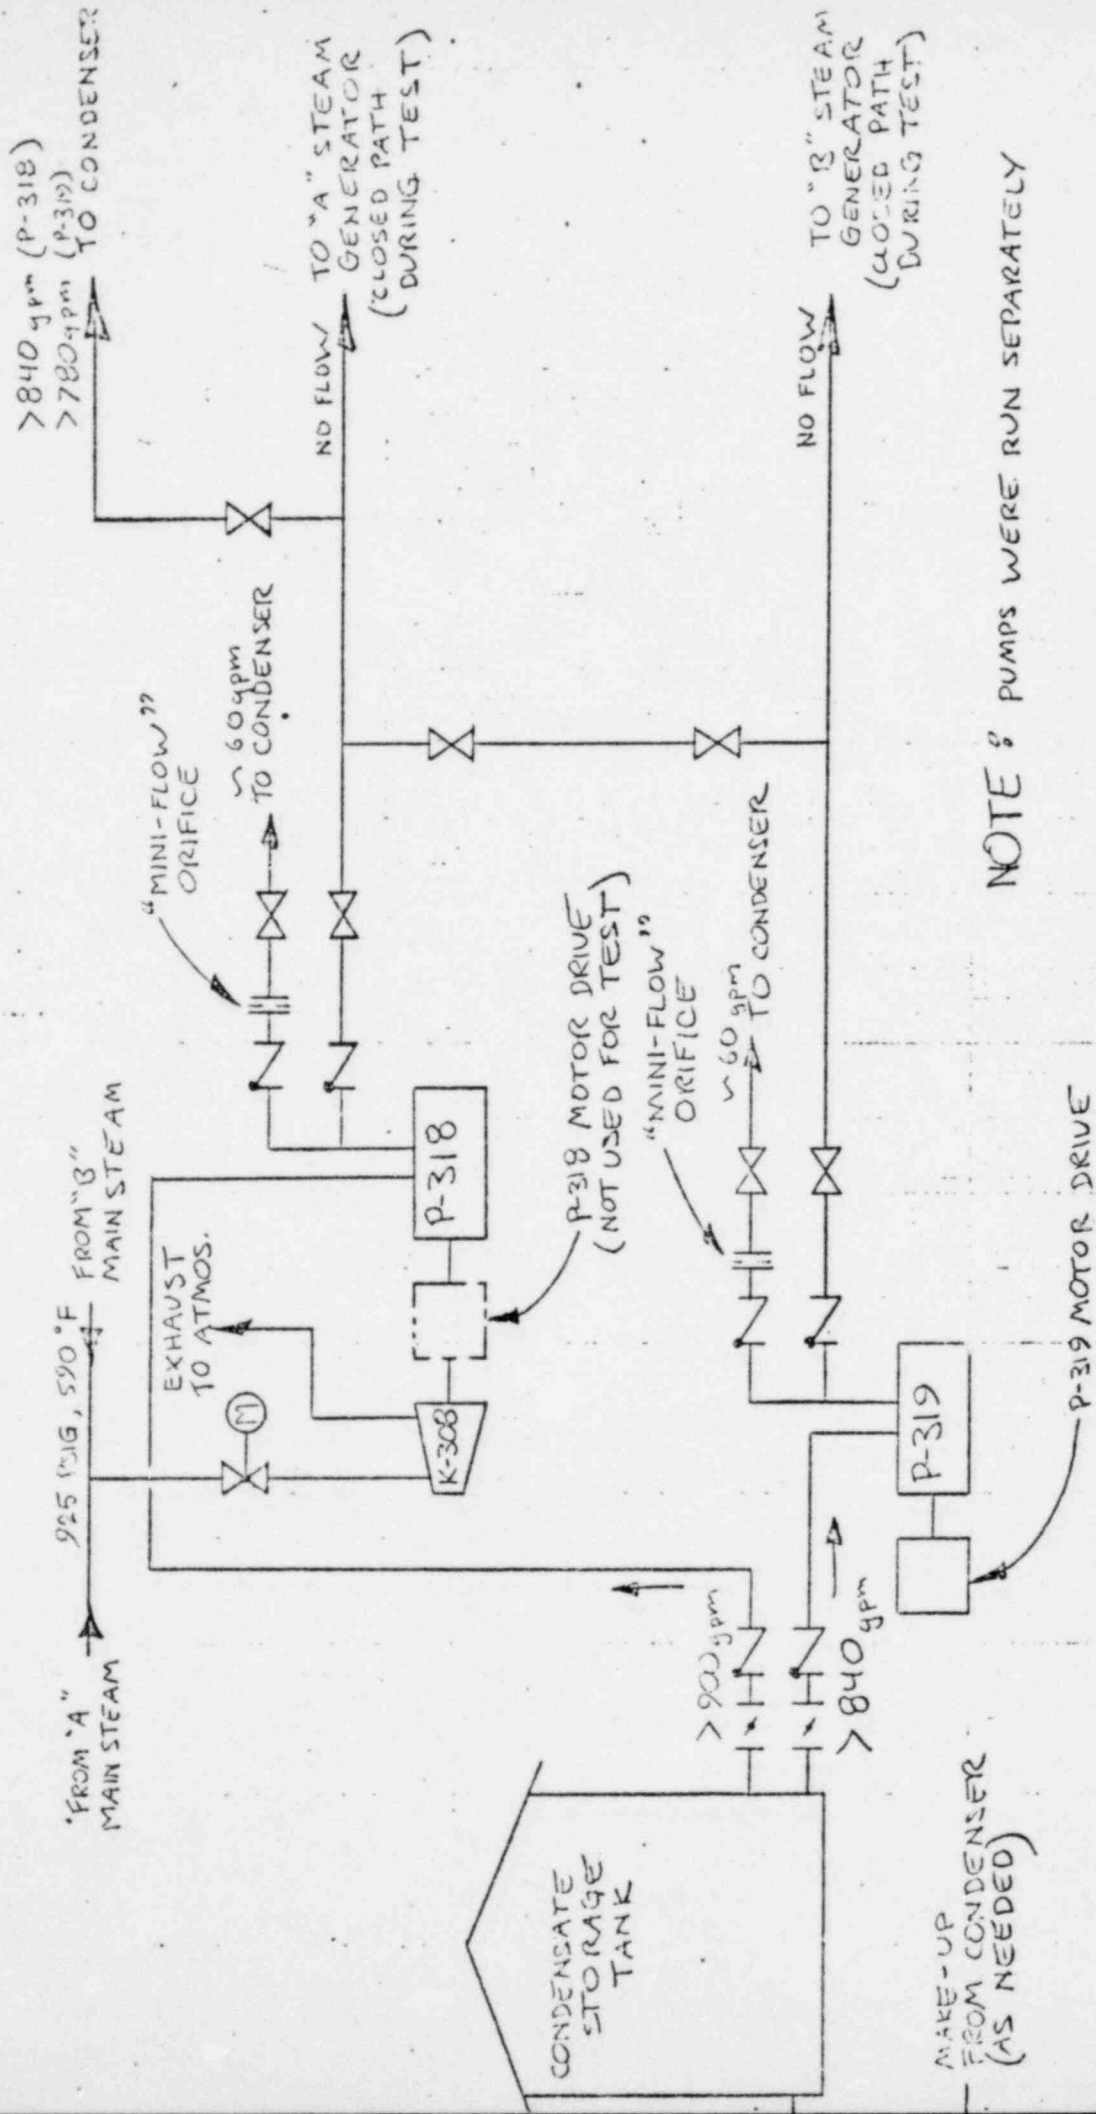 >840 gpm (P-318)
>780 gpm (P-319)
TO CONDENSER
TO "A" STEAM
GENERATOR
(CLOSED PATH
DURING TEST)
NO FLOW
TO "B" STEAM
GENERATOR
(CLOSED PATH
DURING TEST)
NO FLOW
NOTE: PUMPS WERE RUN SEPARATELY
"MINI-FLOW"
ORIFICE
~60 gpm
TO CONDENSER
P-318 MOTOR DRIVE
(NOT USED FOR TEST)
"MINI-FLOW"
ORIFICE
~60 gpm
TO CONDENSER
925 PSIG, 590°F
FROM "B"
MAIN STEAM
EXHAUST
TO ATMOS.
M
K-308
P-318
P-319
P-319 MOTOR DRIVE
FROM "A"
MAIN STEAM
>900 gpm
>840 gpm
CONDENSATE
STORAGE
TANK
MAKE-UP
FROM CONDENSER
(AS NEEDED)